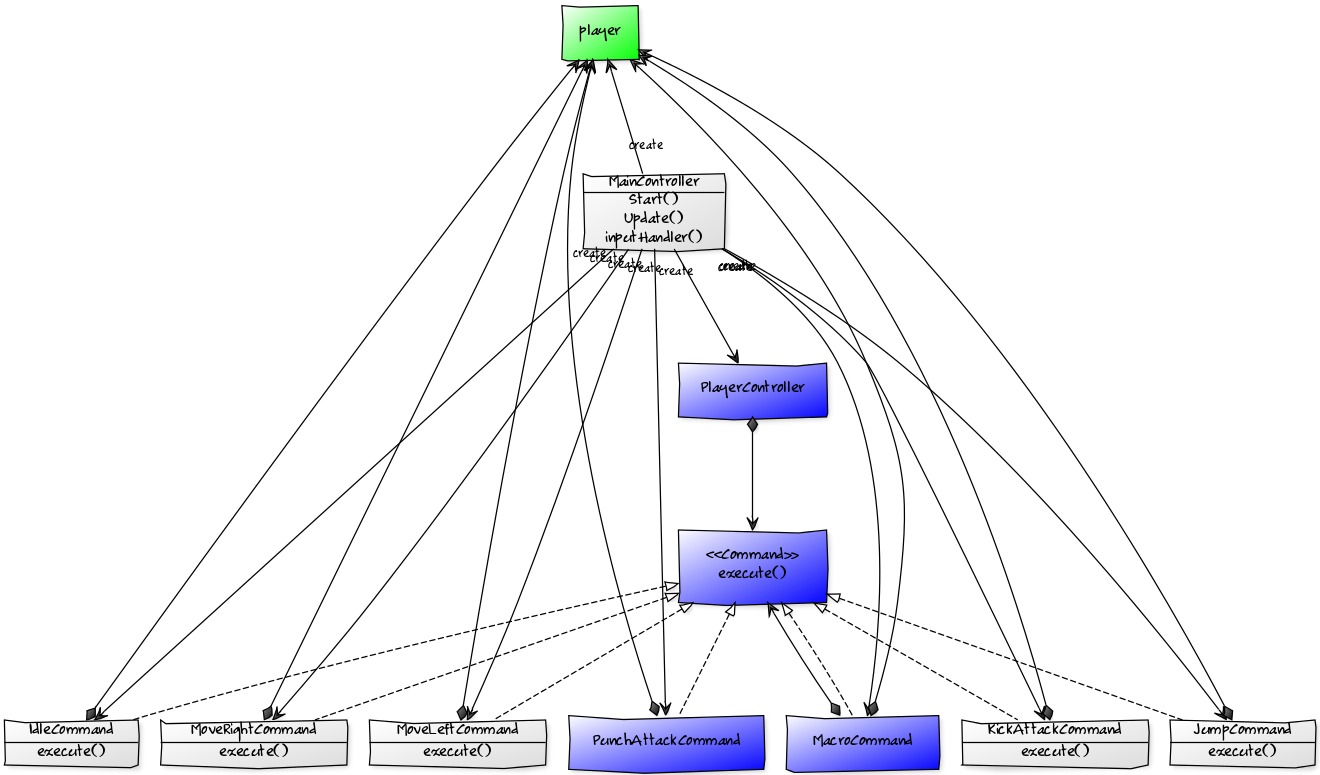 player
create
MainController
Start()
Update()
inputHandler()
create
create
create
create
create
create
PlayerController
<<Command>>
execute()
IdleCommand
execute()
MoveRightCommand
execute()
MoveLeftCommand
execute()
PunchAttackCommand
MacroCommand
KickAttackCommand
execute()
JumpCommand
execute()